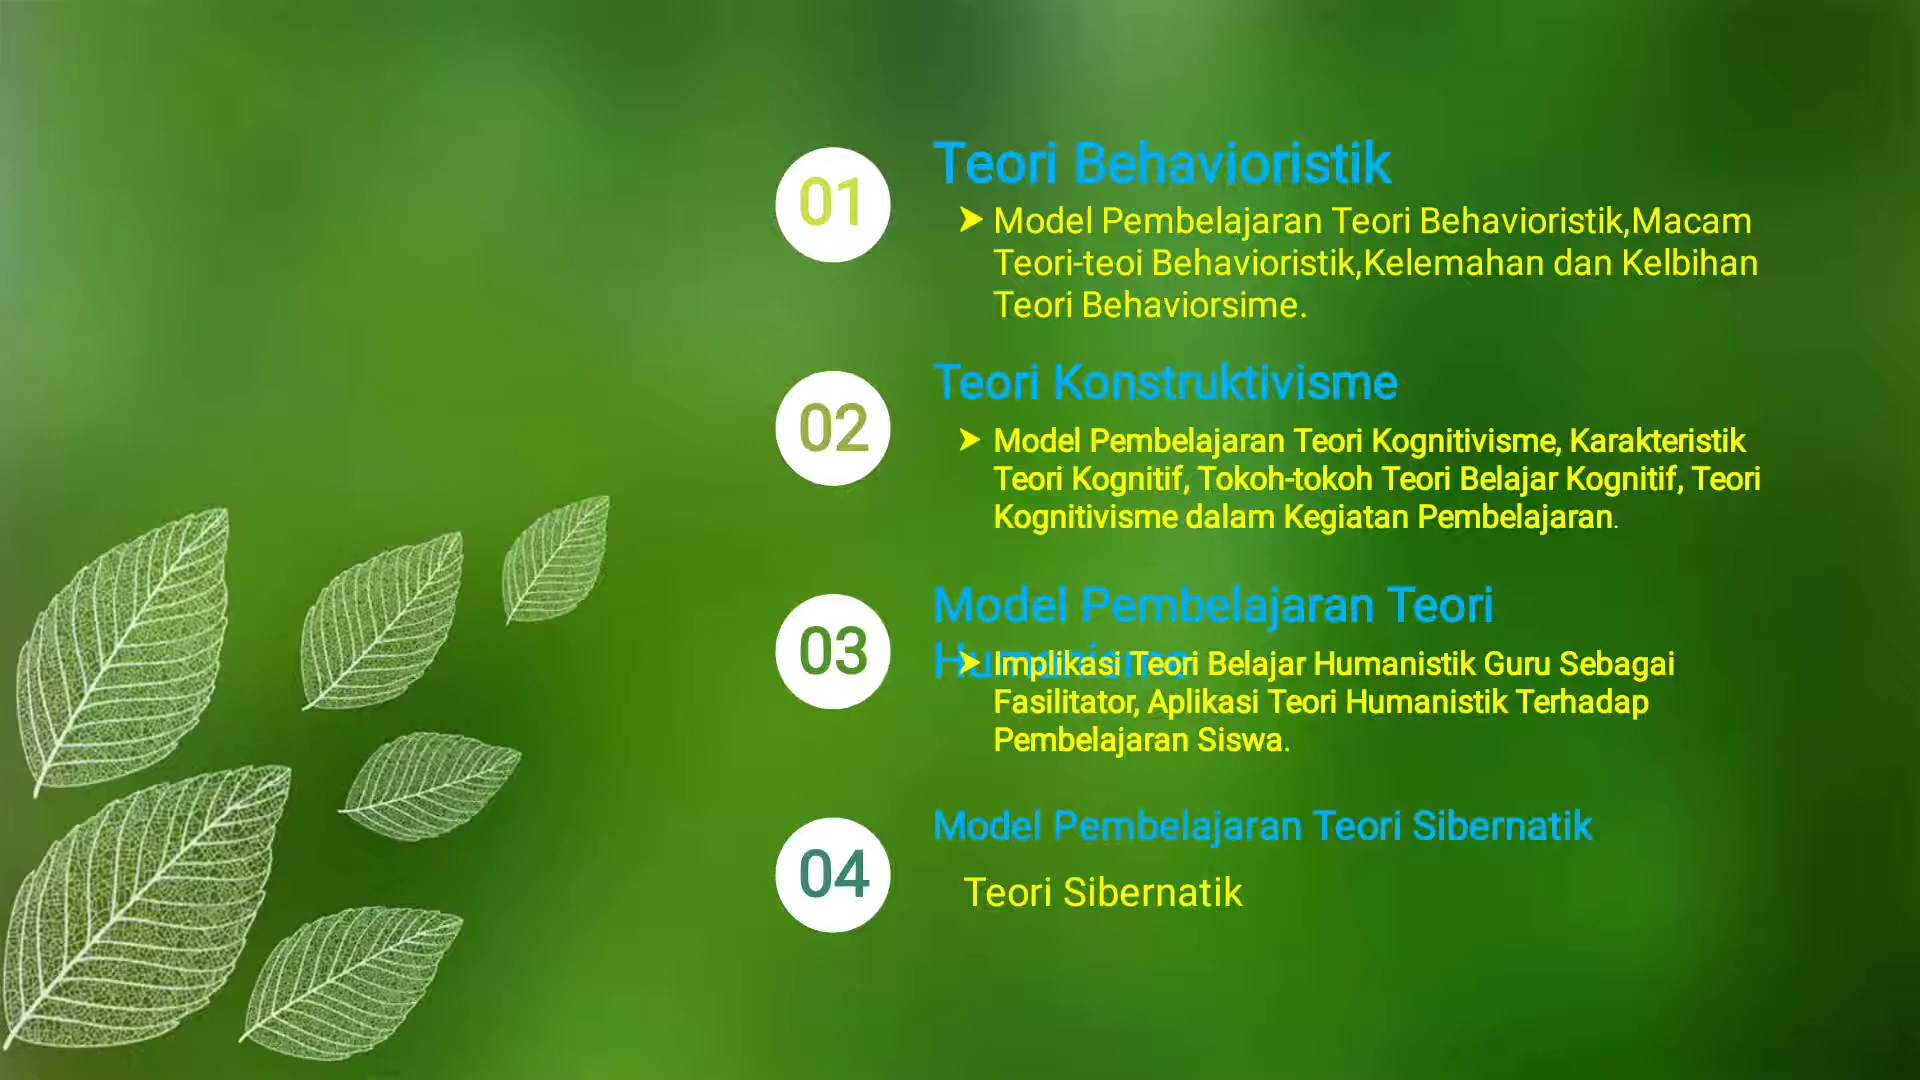 01
Teori Behavioristik
Model Pembelajaran Teori Behavioristik,Macam
Teori-teoi Behavioristik,Kelemahan dan Kelbihan
Teori Behaviorsime.
02
Teori Konstruktivisme
Model Pembelajaran Teori Kognitivisme, Karakteristik
Teori Kognitif, Tokoh-tokoh Teori Belajar Kognitif, Teori
Kognitivisme dalam Kegiatan Pembelajaran.
03
Model Pembelajaran Teori
Implikasi Teori Belajar Humanistik Guru Sebagai
Fasilitator, Aplikasi Teori Humanistik Terhadap
Pembelajaran Siswa.
04
Model Pembelajaran Teori Sibernatik
Teori Sibernatik